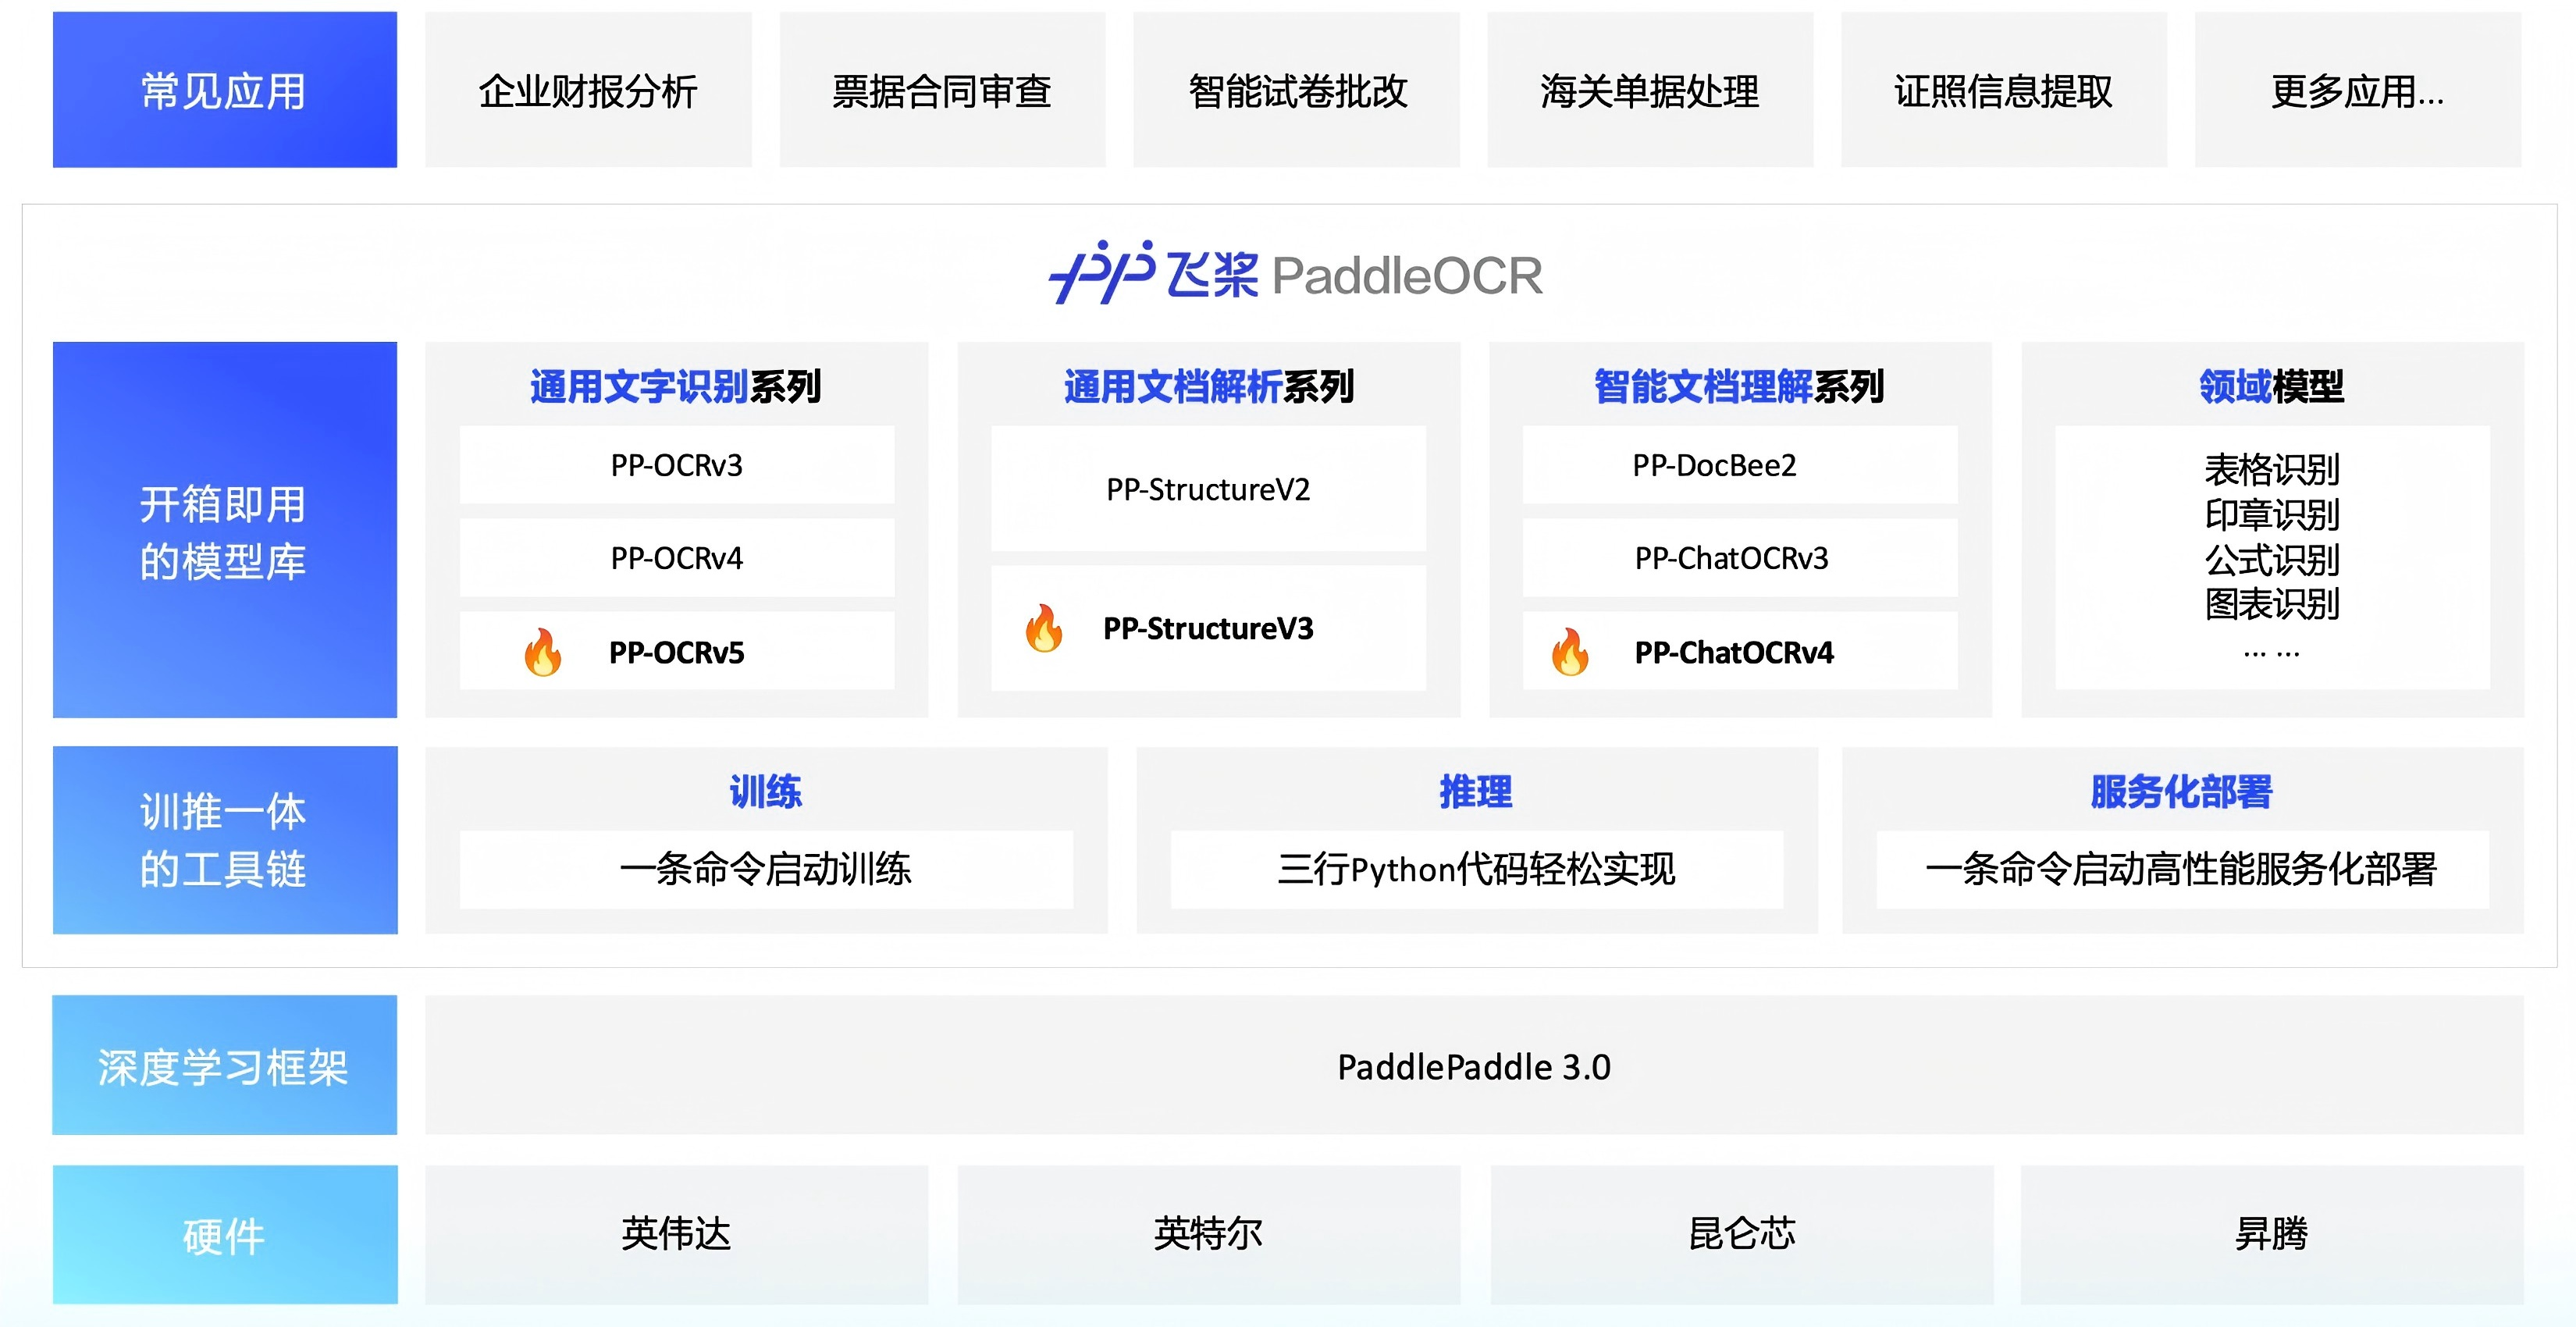 常见应用
企业财报分析
票据合同审查
智能试卷批改
海关单据处理
证照信息提取
更多应用...
飞桨 PaddleOCR
开箱即用
的模型库
通用文字识别系列
PP-OCRv3
PP-OCRv4
PP-OCRv5
通用文档解析系列
PP-StructureV2
PP-StructureV3
智能文档理解系列
PP-DocBee2
PP-ChatOCRv3
PP-ChatOCRv4
领域模型
表格识别
印章识别
公式识别
图表识别
... ...
训推一体
的工具链
训练
一条命令启动训练
推理
三行Python代码轻松实现
服务化部署
一条命令启动高性能服务化部署
深度学习框架
PaddlePaddle 3.0
硬件
英伟达
英特尔
昆仑芯
昇腾